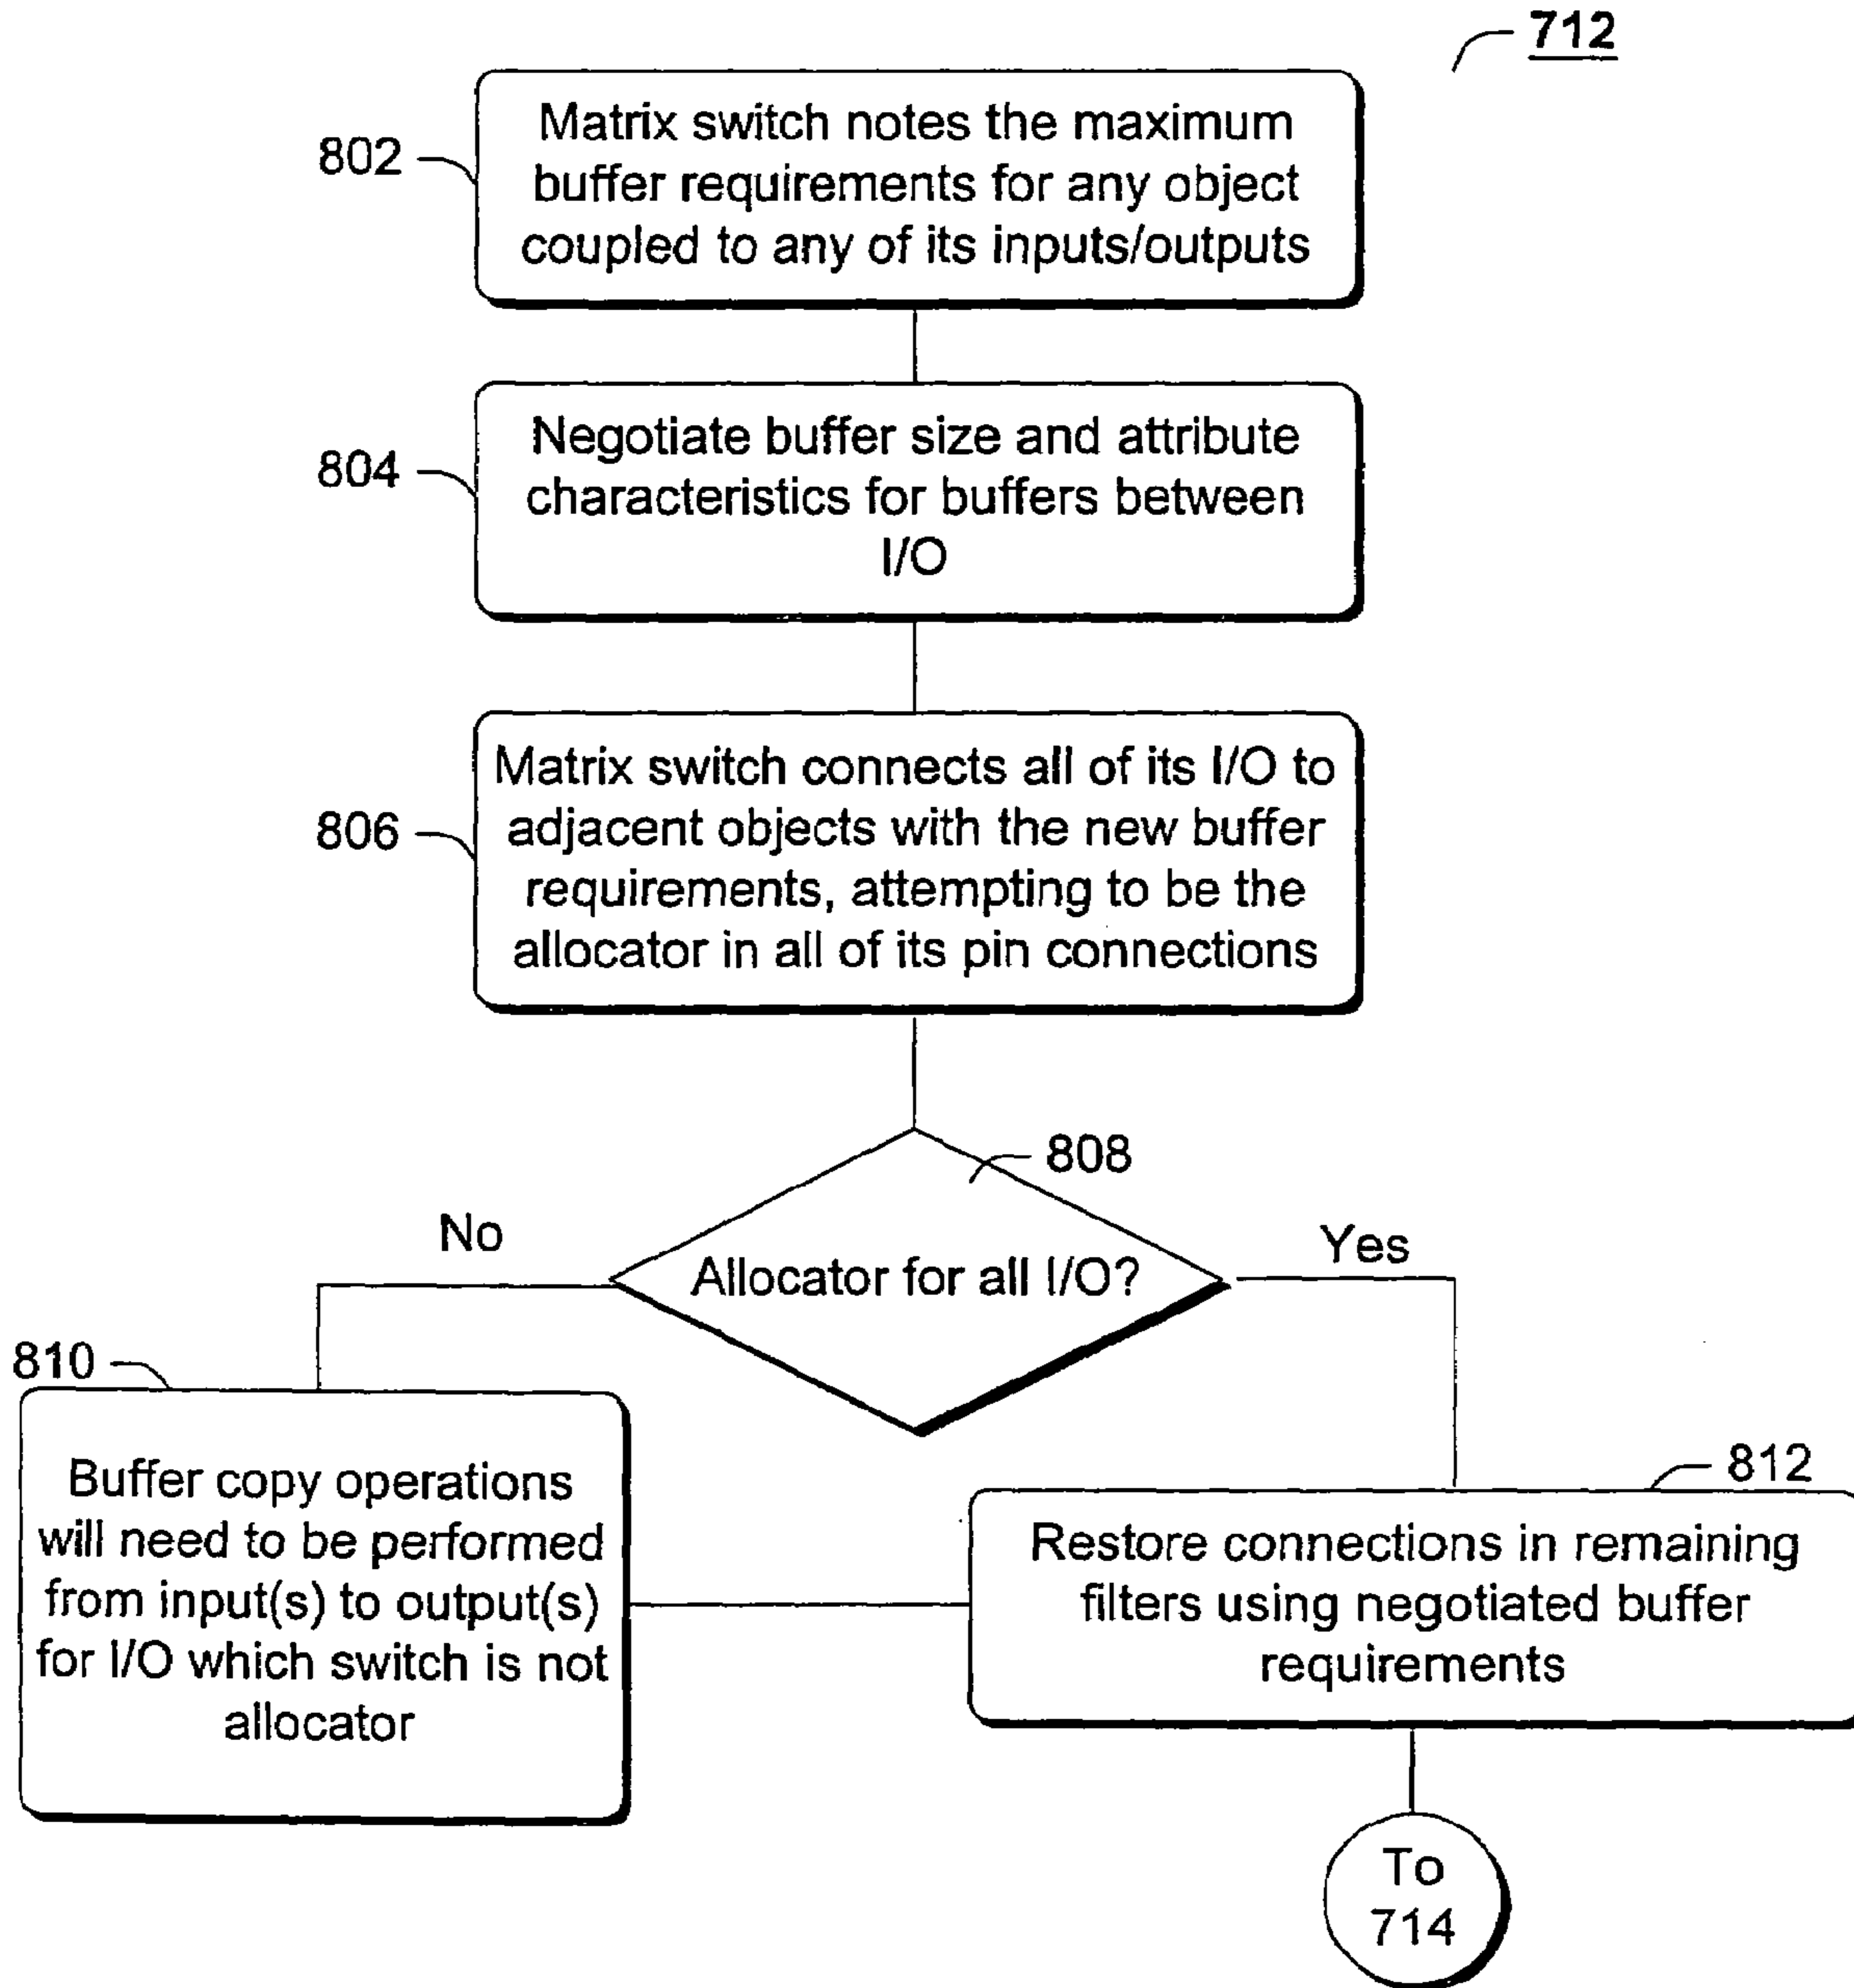 712
802
Matrix switch notes the maximum
buffer requirements for any object
coupled to any of its inputs/outputs
804
Negotiate buffer size and attribute
characteristics for buffers between
I/O
806
Matrix switch connects all of its I/O to
adjacent objects with the new buffer
requirements, attempting to be the
allocator in all of its pin connections
808
No
Allocator for all I/O?
Yes
810
Buffer copy operations
will need to be performed
from input(s) to output(s)
for I/O which switch is not
allocator
812
Restore connections in remaining
filters using negotiated buffer
requirements
To
714